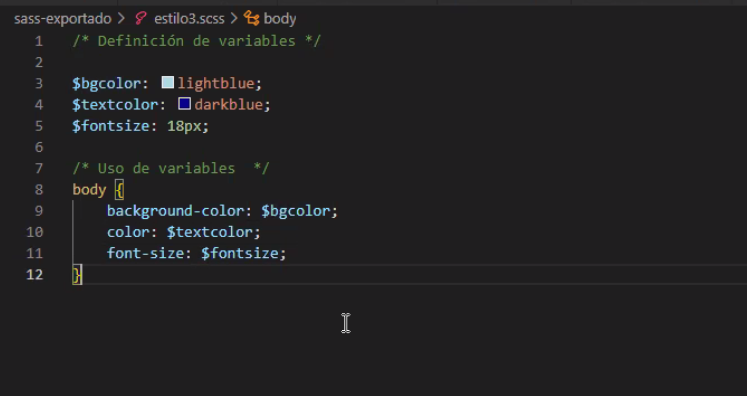 sass-exportado > estilo3.scss > body
1 /* Definición de variables */
2
3 $bgcolor: lightblue;
4 $textcolor: darkblue;
5 $fontsize: 18px;
6
7 /* Uso de variables  */
8 body {
9     background-color: $bgcolor;
10     color: $textcolor;
11     font-size: $fontsize;
12 }